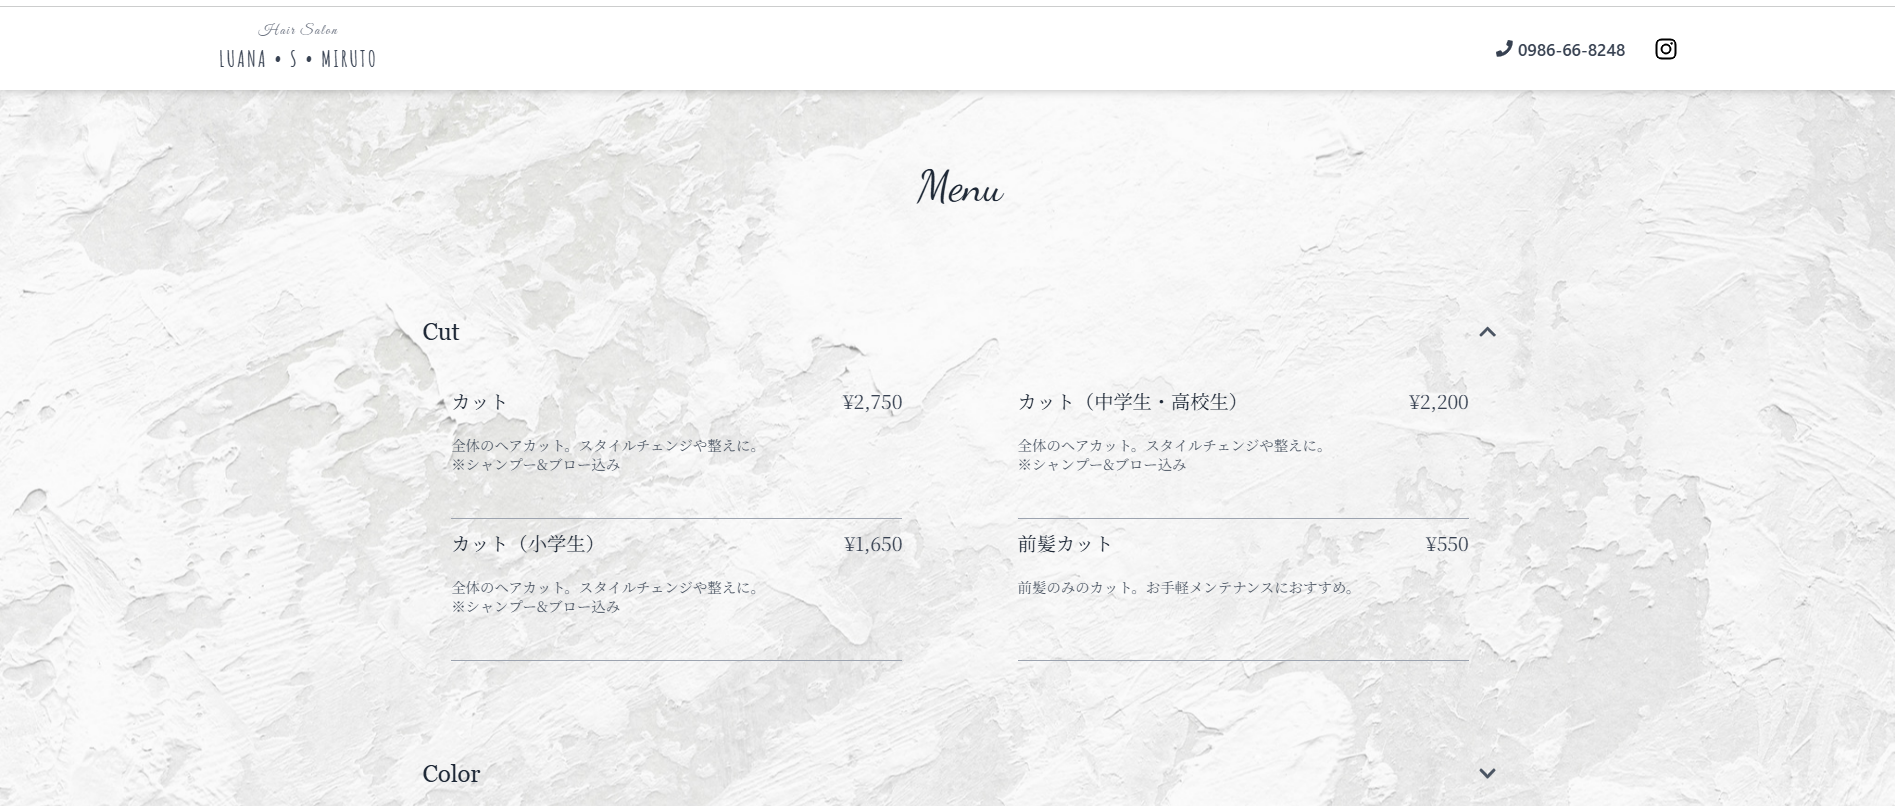 Hair Salon
LUANA • S • MIRUTO
0986-66-8248
Menu
Cut
カット ¥2,750
全体のヘアカット。スタイルチェンジや整えに。
※シャンプー&ブロー込み
カット（中学生・高校生） ¥2,200
全体のヘアカット。スタイルチェンジや整えに。
※シャンプー&ブロー込み
カット（小学生） ¥1,650
全体のヘアカット。スタイルチェンジや整えに。
※シャンプー&ブロー込み
前髪カット ¥550
前髪のみのカット。お手軽メンテナンスにおすすめ。
Color